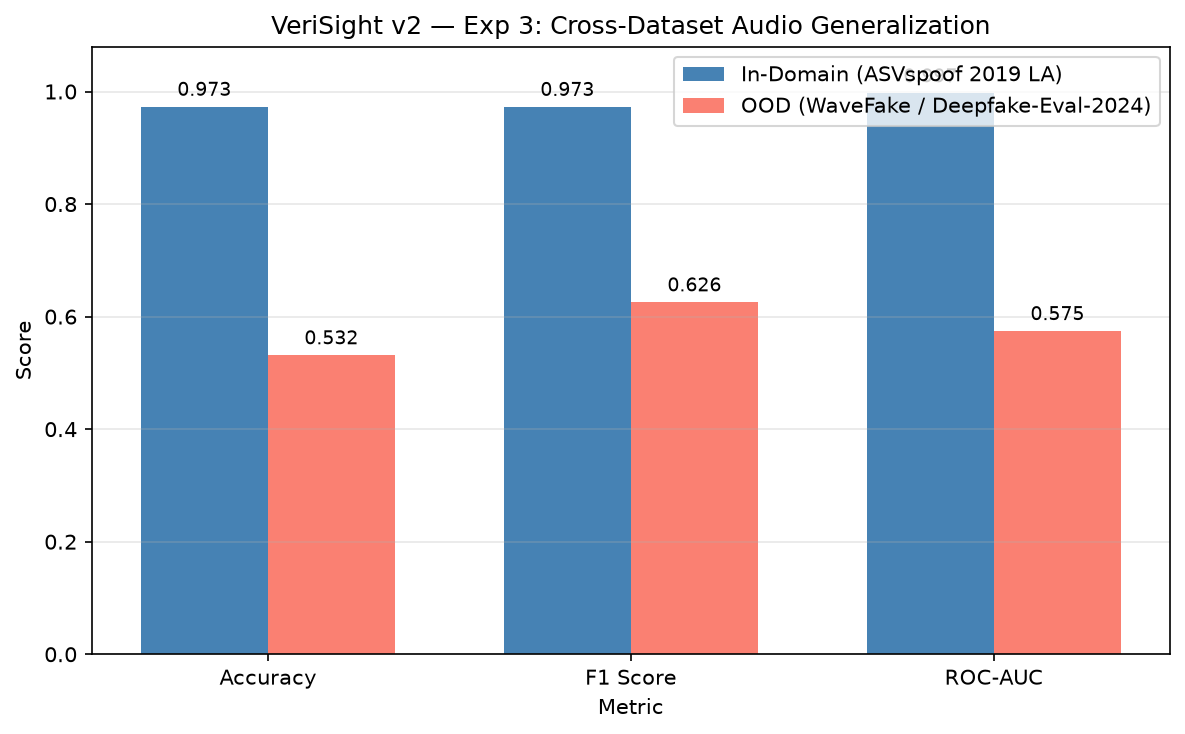 VeriSight v2 — Exp 3: Cross-Dataset Audio Generalization
In-Domain (ASVspoof 2019 LA)
OOD (WaveFake / Deepfake-Eval-2024)
Score
1.0
0.8
0.6
0.4
0.2
0.0
0.973
0.532
0.973
0.626
0.575
Accuracy
F1 Score
ROC-AUC
Metric